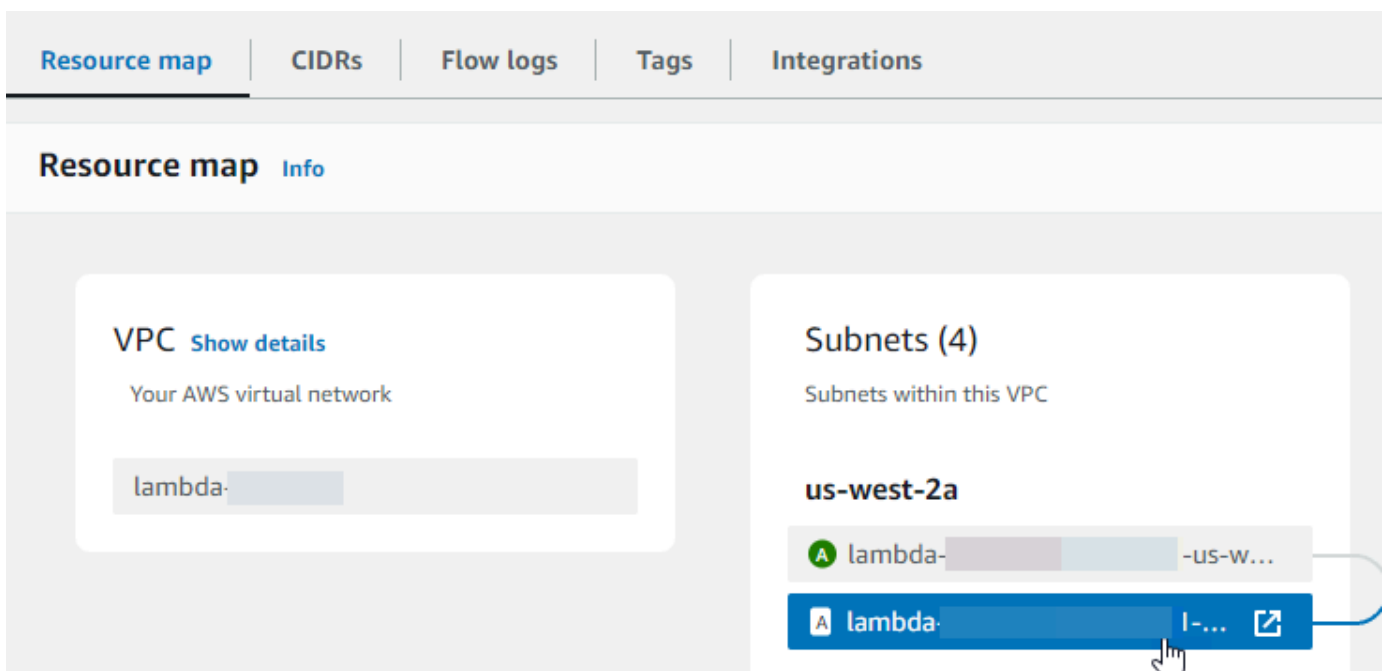 Resource map CIDRs Flow logs Tags Integrations
Resource map Info
VPC Show details
Your AWS virtual network
lambda-
Subnets (4)
Subnets within this VPC
us-west-2a
A lambda- -us-w...
A lambda- l-...